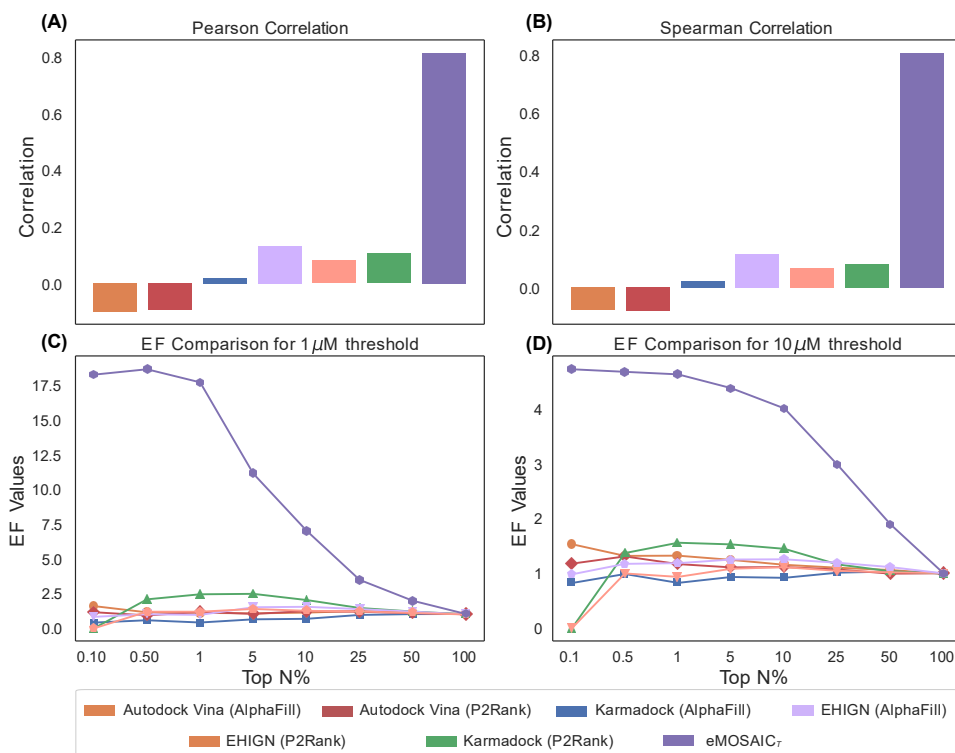 (A)
Pearson Correlation
Correlation
0.8
0.6
0.4
0.2
0.0
(B)
Spearman Correlation
Correlation
0.8
0.6
0.4
0.2
0.0
(C)
EF Comparison for 1 μM threshold
EF Values
17.5
15.0
12.5
10.0
7.5
5.0
2.5
0.0
0.10 0.50 1 5 10 25 50 100
Top N%
(D)
EF Comparison for 10 μM threshold
EF Values
4
3
2
1
0
0.1 0.5 1 5 10 25 50 100
Top N%
Autodock Vina (AlphaFill) Autodock Vina (P2Rank) Karmadock (AlphaFill) EHIGN (AlphaFill)
EHIGN (P2Rank) Karmadock (P2Rank) eMOSAIC𝜏